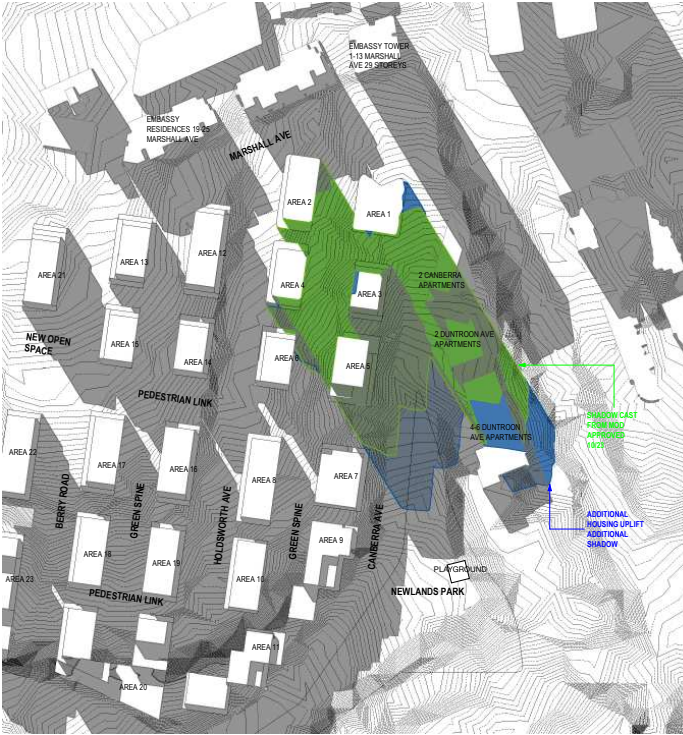 EMBASSY TOWER
1-13 MARSHALL
AVE 29 STOREYS
EMBASSY
RESIDENCES 19-25
MARSHALL AVE
MARSHALL AVE
AREA 2
AREA 1
AREA 12
AREA 13
AREA 21
AREA 4
AREA 3
2 CANBERRA
APARTMENTS
NEW OPEN
SPACE
AREA 15
AREA 14
AREA 6
AREA 5
2 DUNTROON AVE
APARTMENTS
PEDESTRIAN LINK
SHADOW CAST
FROM MOD
APPROVED
4-6 DUNTROON
AVE APARTMENTS
AREA 22
AREA 17
AREA 16
AREA 8
AREA 7
BERRY ROAD
GREEN SPINE
HOLDSWORTH AVE
GREEN SPINE
CANBERRA AVE
ADDITIONAL
HOUSING UPLIFT
ADDITIONAL
SHADOW
AREA 18
AREA 19
AREA 9
AREA 10
AREA 23
PLAYGROUND
NEWLANDS PARK
PEDESTRIAN LINK
AREA 11
AREA 20